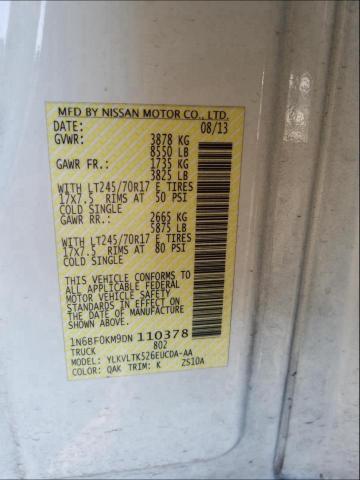 MFD BY NISSAN MOTOR CO., LTD.
DATE: 08/13
GVWR: 3878 KG
8550 LB
GAWR FR.: 1735 KG
3825 LB
WITH LT245/70R17 E TIRES
17X7.5 RIMS AT 50 PSI
COLD SINGLE
GAWR RR.: 2665 KG
5875 LB
WITH LT245/70R17 E TIRES
17X7.5 RIMS AT 80 PSI
COLD SINGLE
THIS VEHICLE CONFORMS TO
ALL APPLICABLE FEDERAL
MOTOR VEHICLE SAFETY
STANDARDS IN EFFECT ON
THE DATE OF MANUFACTURE
SHOWN ABOVE.
1N6BF0KM9DN 110378
TRUCK 802
MODEL: YLKVLTK526EUCDA-AA
COLOR: QAK TRIM: K ZS10A